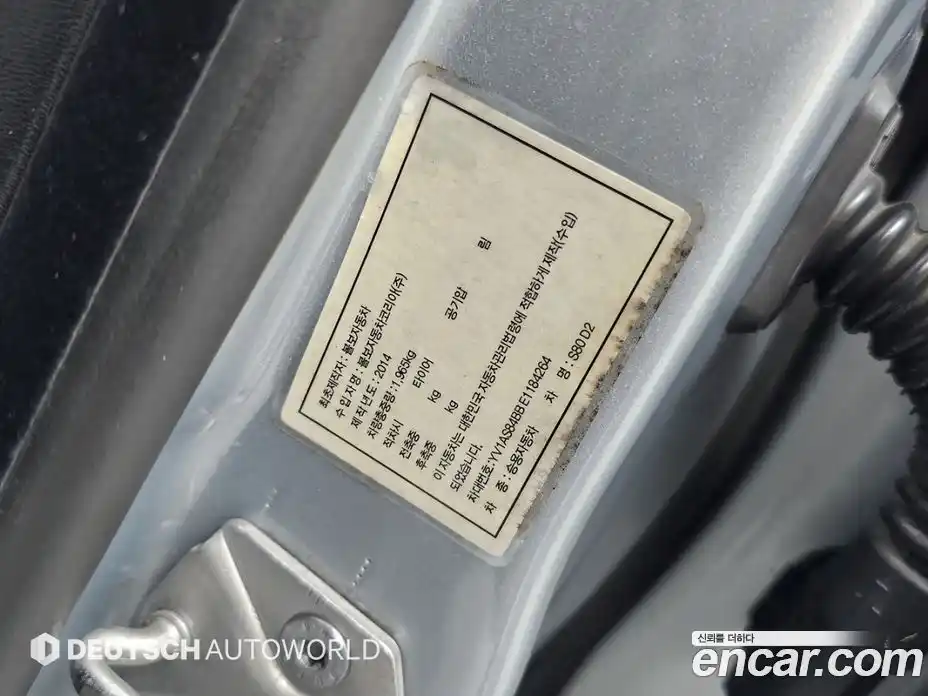 최초제작자 : 볼보자동차
수 입 자 명 : 볼보자동차코리아(주)
제 작 년 도 : 2014
차량총중량 : 1.965kg
적차시 타이어 공기압 림
전축중 kg
후축중 kg
이 자동차는 대한민국 자동차관리법령에 적합하게 제작(수입)
되었습니다.
차대번호 : YV1AS84BBE1184264
차 종 : 승용자동차 차 명 : S80 D2
DEUTSCH AUTOWORLD
신뢰를 더하다
encar.com